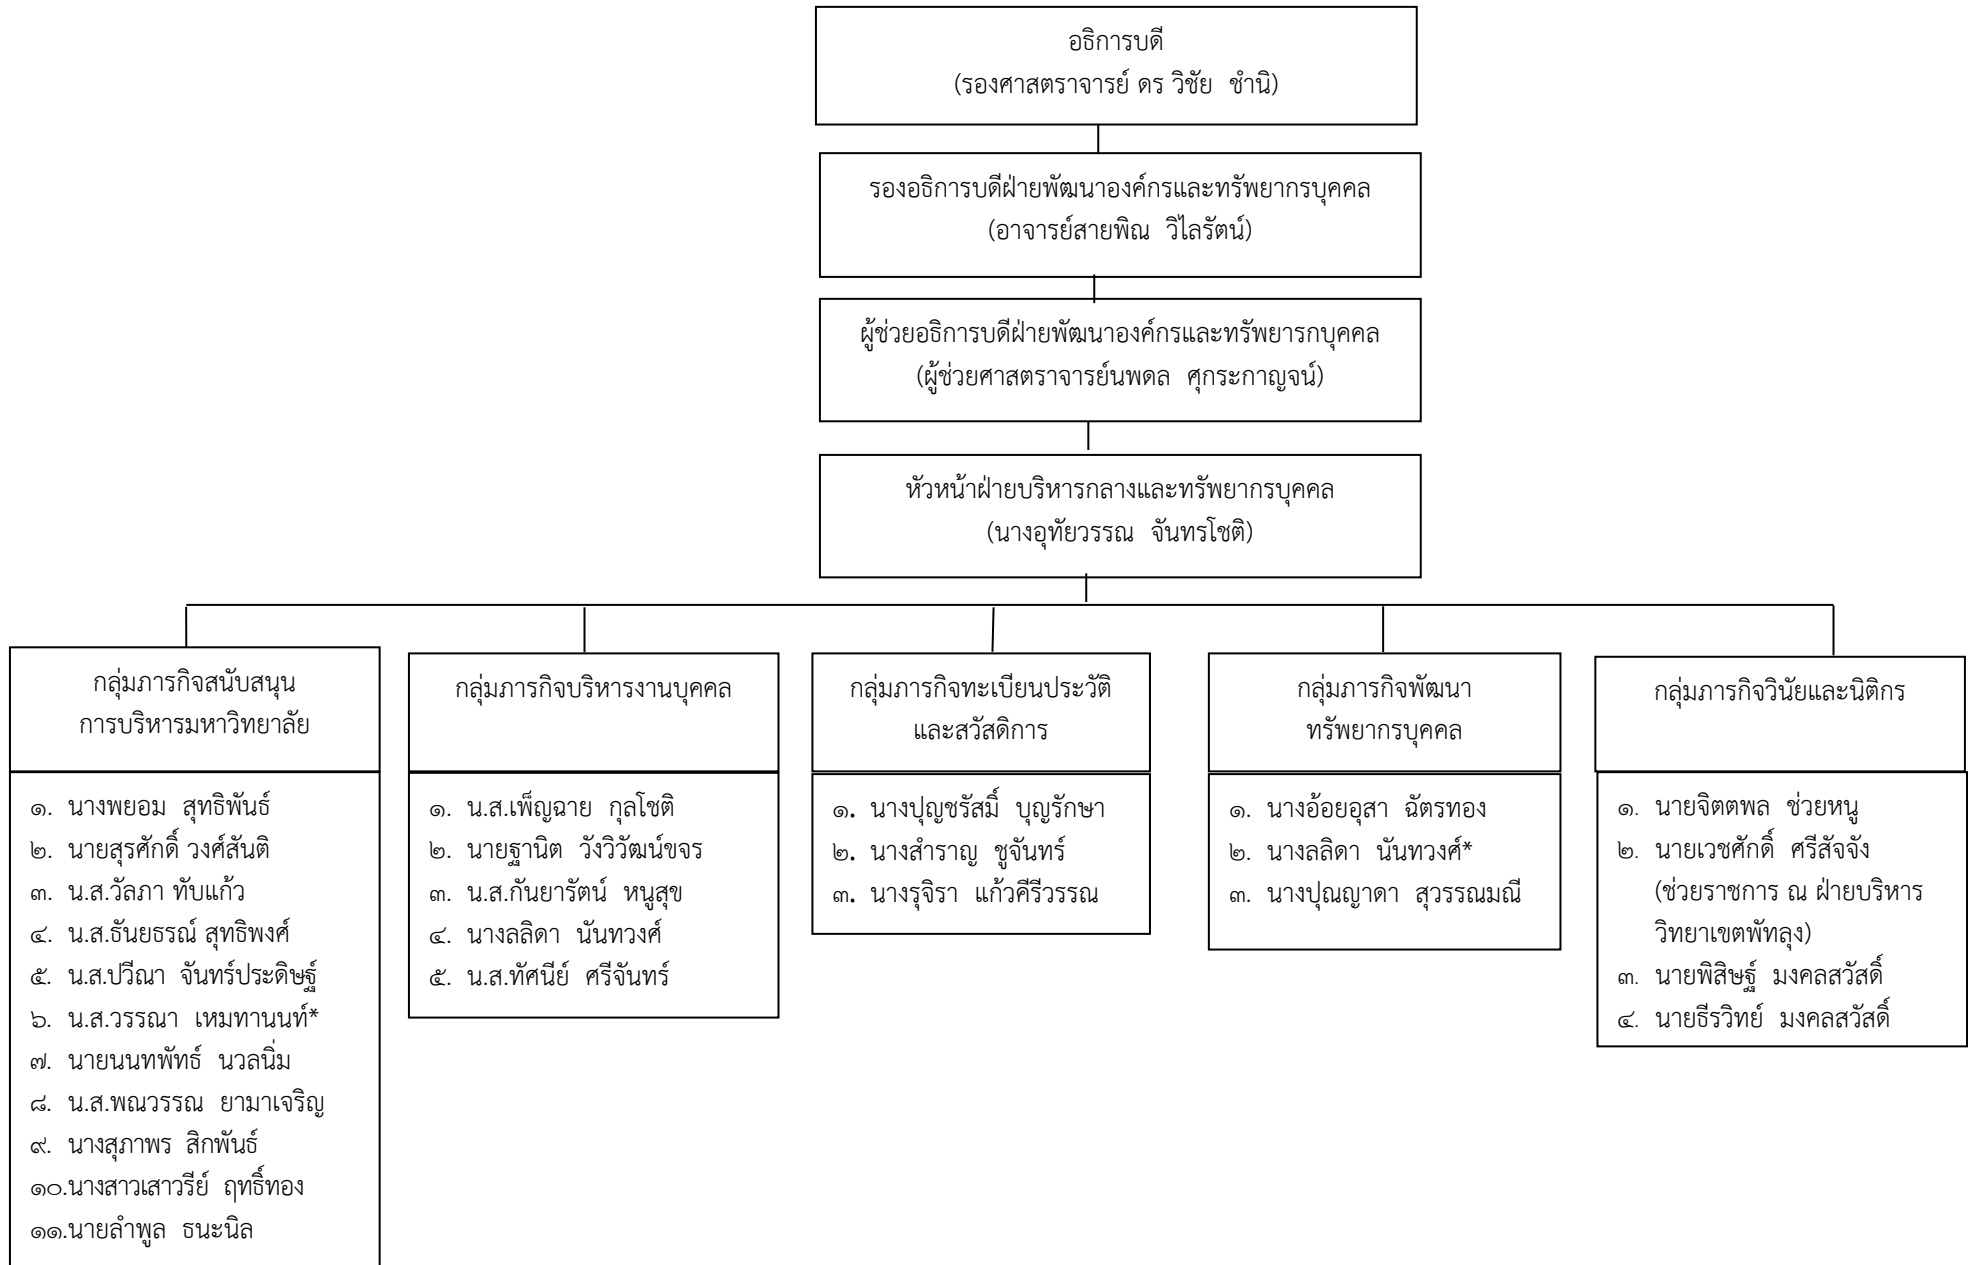 อธิการบดี
(รองศาสตราจารย์ ดร วิชัย ชำนิ)
รองอธิการบดีฝ่ายพัฒนาองค์กรและทรัพยากรบุคคล
(อาจารย์สายพิณ วิไลรัตน์)
ผู้ช่วยอธิการบดีฝ่ายพัฒนาองค์กรและทรัพยารกบุคคล
(ผู้ช่วยศาสตราจารย์นพดล ศุกระกาญจน์)
หัวหน้าฝ่ายบริหารกลางและทรัพยากรบุคคล
(นางอุทัยวรรณ จันทรโชติ)
กลุ่มภารกิจสนับสนุน
การบริหารมหาวิทยาลัย
๑. นางพยอม สุทธิพันธ์
๒. นายสุรศักดิ์ วงศ์สันติ
๓. น.ส.วัลภา ทับแก้ว
๔. น.ส.ธันยธรณ์ สุทธิพงศ์
๕. น.ส.ปวีณา จันทร์ประดิษฐ์
๖. น.ส.วรรณา เหมทานนท์*
๗. นายนนทพัทธ์ นวลนิ่ม
๘. น.ส.พณวรรณ ยามาเจริญ
๙. นางสุภาพร สิกพันธ์
๑๐.นางสาวเสาวรีย์ ฤทธิ์ทอง
๑๑.นายลำพูล ธนะนิล
กลุ่มภารกิจบริหารงานบุคคล
๑. น.ส.เพ็ญฉาย กุลโชติ
๒. นายฐานิต วังวิวัฒน์ขจร
๓. น.ส.กันยารัตน์ หนูสุข
๔. นางลลิดา นันทวงศ์
๕. น.ส.ทัศนีย์ ศรีจันทร์
กลุ่มภารกิจทะเบียนประวัติ
และสวัสดิการ
๑. นางปุญชรัสมิ์ บุญรักษา
๒. นางสำราญ ชูจันทร์
๓. นางรุจิรา แก้วคีรีวรรณ
กลุ่มภารกิจพัฒนา
ทรัพยากรบุคคล
๑. นางอ้อยอุสา ฉัตรทอง
๒. นางลลิดา นันทวงศ์*
๓. นางปุณญาดา สุวรรณมณี
กลุ่มภารกิจวินัยและนิติกร
๑. นายจิตตพล ช่วยหนู
๒. นายเวชศักดิ์ ศรีสัจจัง
(ช่วยราชการ ณ ฝ่ายบริหาร
วิทยาเขตพัทลุง)
๓. นายพิสิษฐ์ มงคลสวัสดิ์
๔. นายธีรวิทย์ มงคลสวัสดิ์